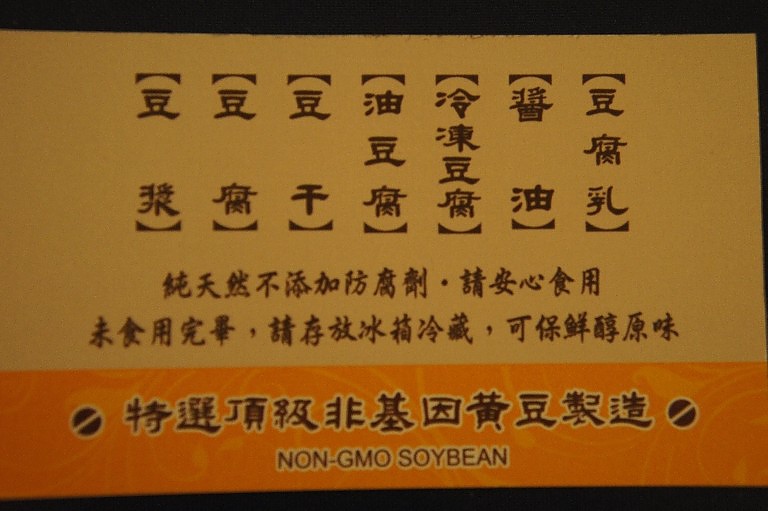 【豆漿】
【豆腐】
【豆干】
【油豆腐】
【冷凍豆腐】
【醬油】
【豆腐乳】
純天然不添加防腐劑・請安心食用
未食用完畢，請存放冰箱冷藏，可保鮮醇原味
特選頂級非基因黃豆製造
NON-GMO SOYBEAN